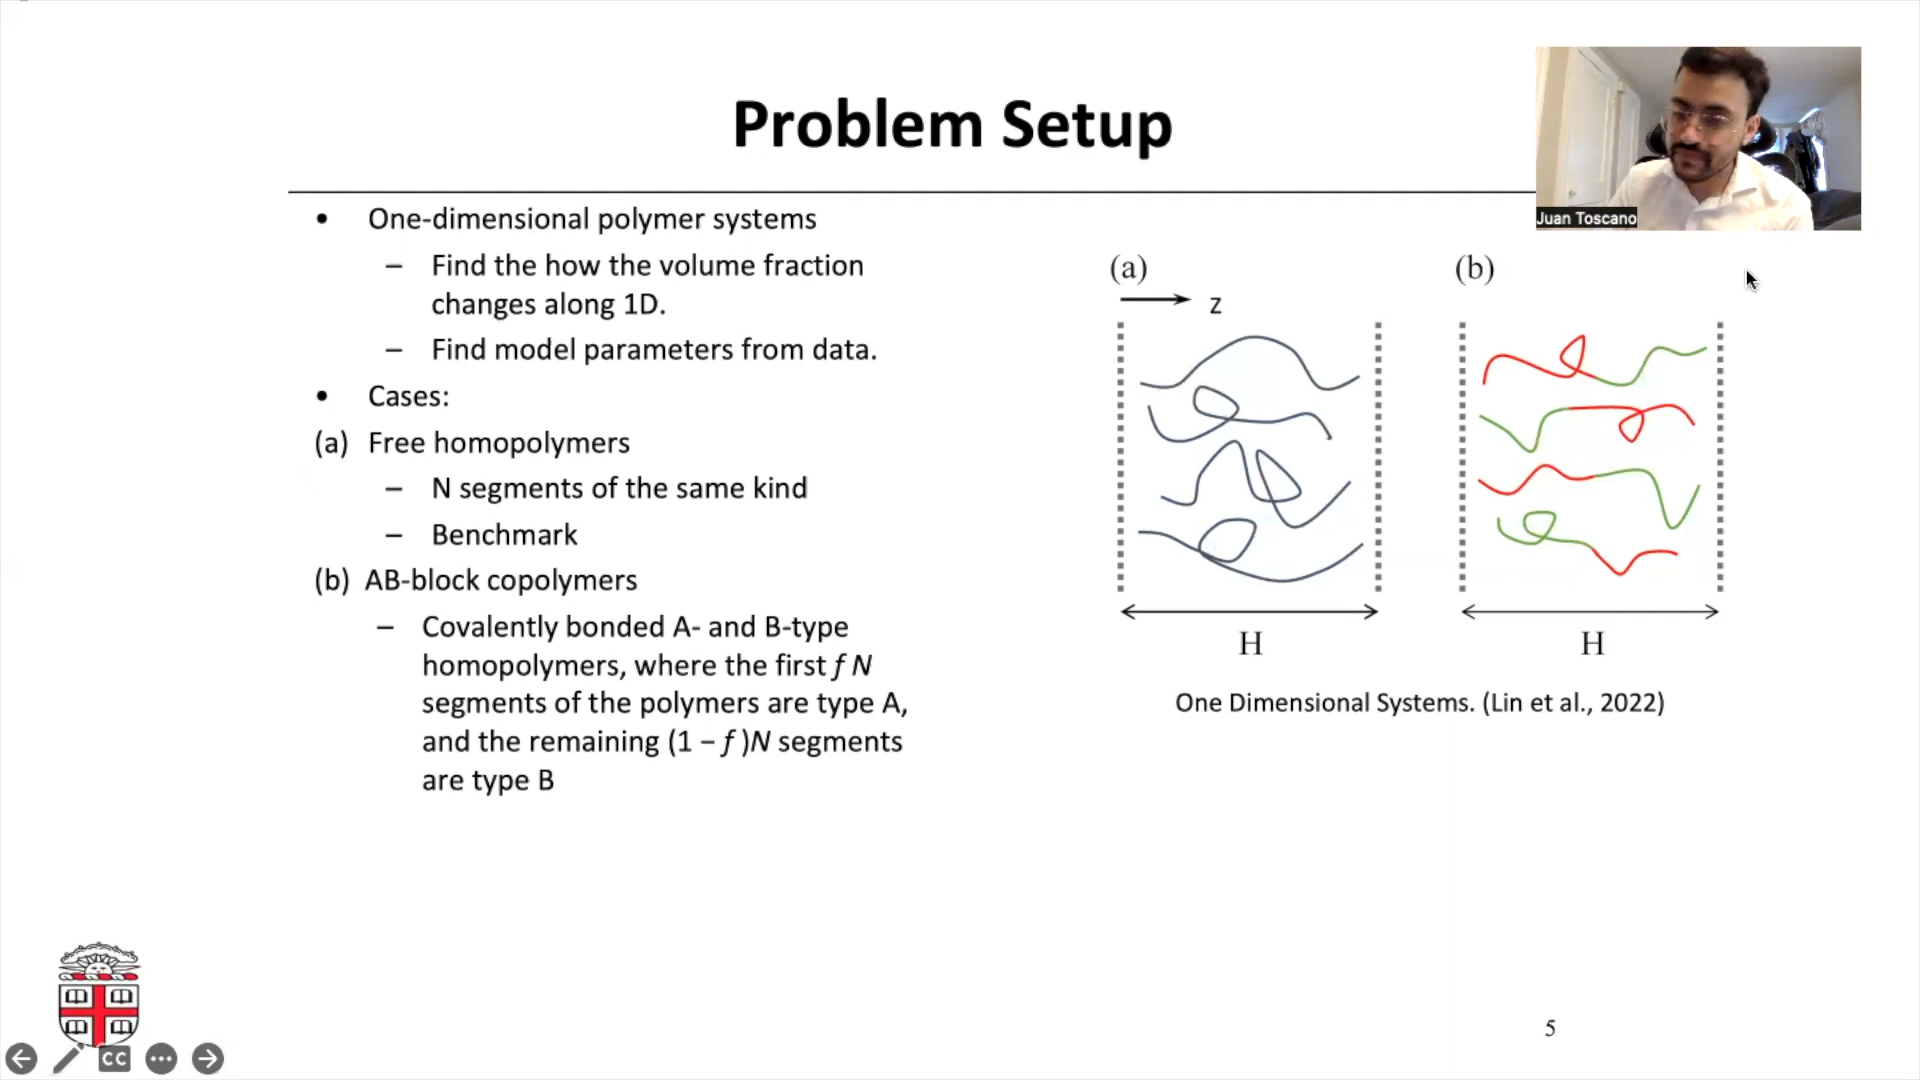 Problem Setup
Juan Toscano
• One-dimensional polymer systems
– Find the how the volume fraction
changes along 1D.
– Find model parameters from data.
• Cases:
(a) Free homopolymers
– N segments of the same kind
– Benchmark
(b) AB-block copolymers
– Covalently bonded A- and B-type
homopolymers, where the first f N
segments of the polymers are type A,
and the remaining (1 – f )N segments
are type B
(a)
z
H
(b)
H
One Dimensional Systems. (Lin et al., 2022)
5
CC